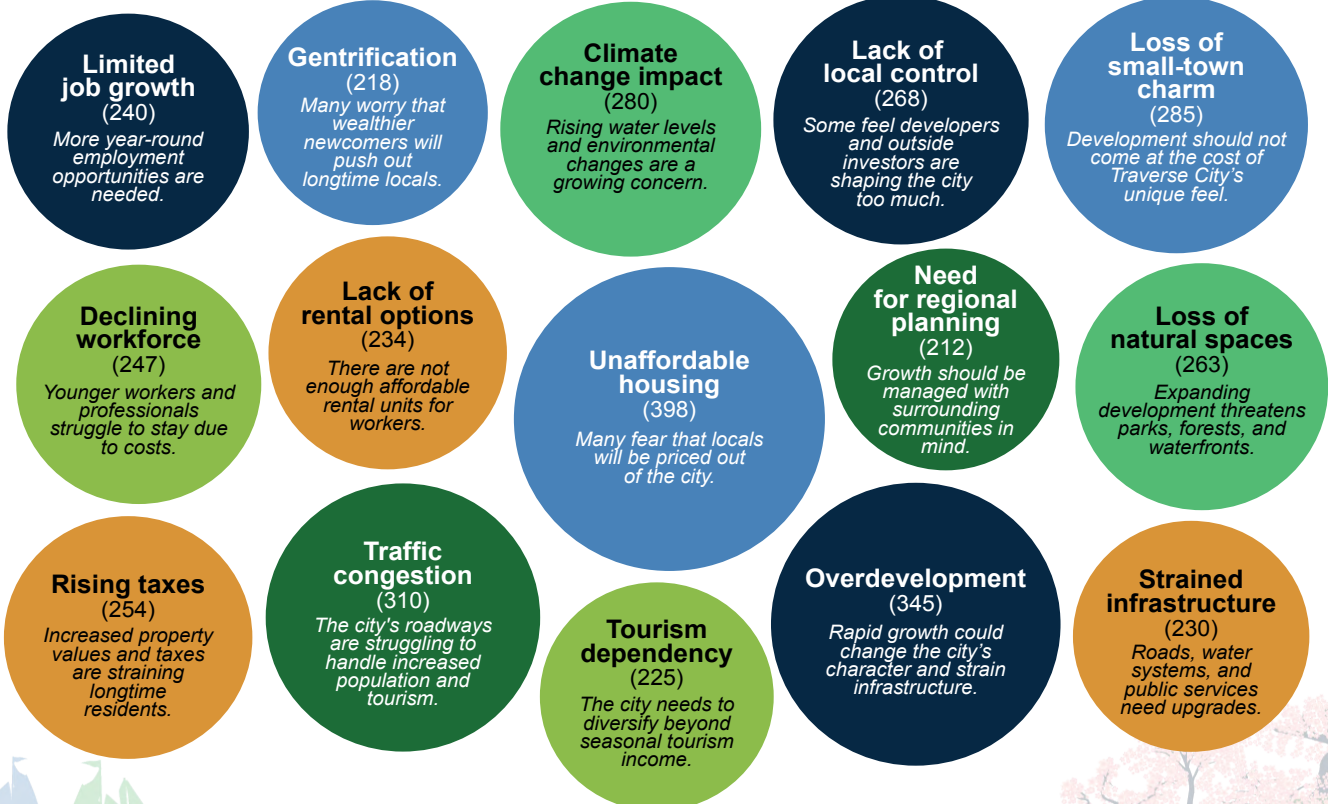 Limited
job growth
(240)
More year-round
employment
opportunities are
needed.
Gentrification
(218)
Many worry that
wealthier
newcomers will
push out
longtime locals.
Climate
change impact
(280)
Rising water levels
and environmental
changes are a
growing concern.
Lack of
local control
(268)
Some feel developers
and outside
investors are
shaping the city
too much.
Loss of
small-town
charm
(285)
Development should not
come at the cost of
Traverse City's
unique feel.
Declining
workforce
(247)
Younger workers and
professionals
struggle to stay due
to costs.
Lack of
rental options
(234)
There are not
enough affordable
rental units for
workers.
Unaffordable
housing
(398)
Many fear that locals
will be priced out
of the city.
Need
for regional
planning
(212)
Growth should be
managed with
surrounding
communities in
mind.
Loss of
natural spaces
(263)
Expanding
development threatens
parks, forests, and
waterfronts.
Rising taxes
(254)
Increased property
values and taxes
are straining
longtime
residents.
Traffic
congestion
(310)
The city's roadways
are struggling to
handle increased
population and
tourism.
Tourism
dependency
(225)
The city needs to
diversify beyond
seasonal tourism
income.
Overdevelopment
(345)
Rapid growth could
change the city's
character and strain
infrastructure.
Strained
infrastructure
(230)
Roads, water
systems, and
public services
need upgrades.